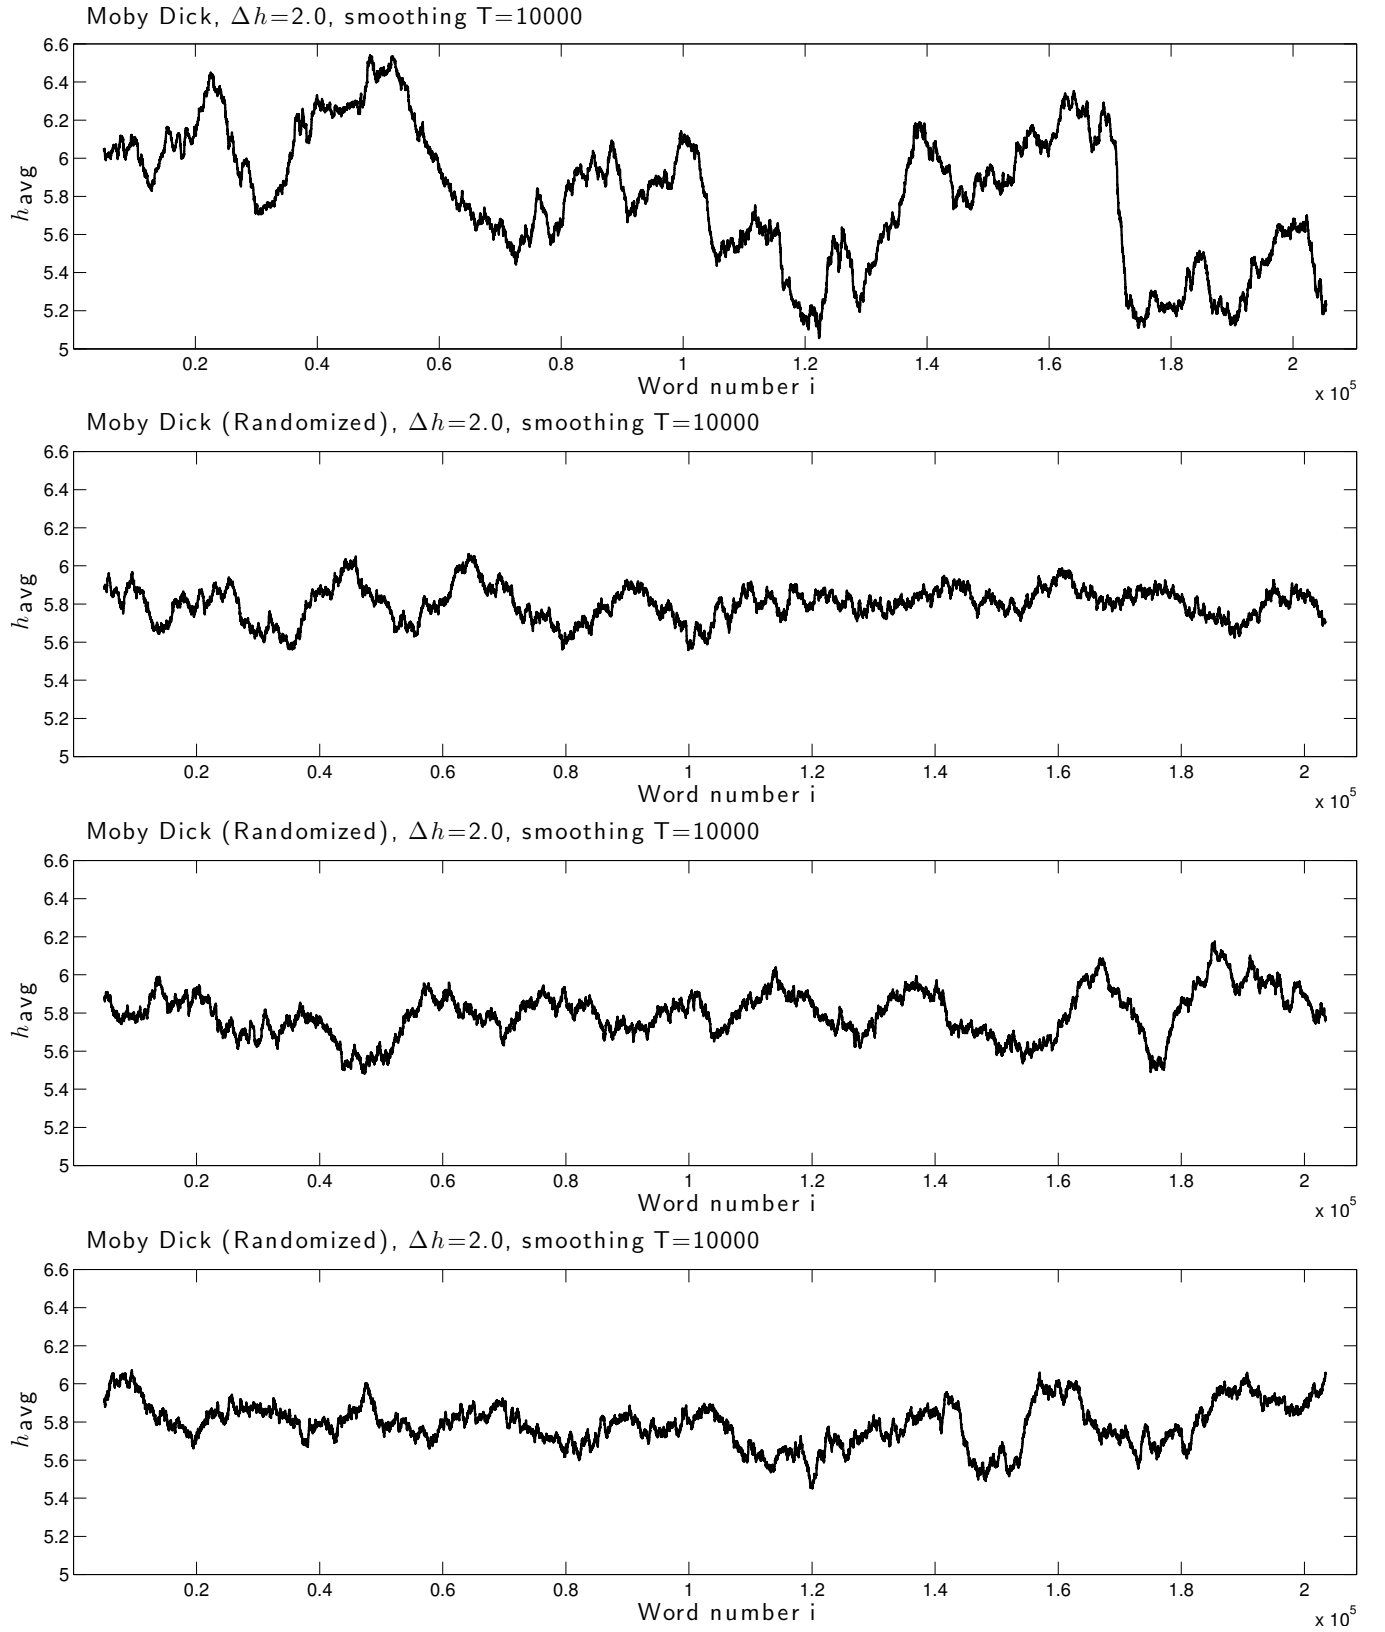 Moby Dick, Δh=2.0, smoothing T=10000
6.6
6.4
6.2
6
5.8
5.6
5.4
5.2
5
havg
0.2 0.4 0.6 0.8 1 1.2 1.4 1.6 1.8 2
Word number i
x 10^5
Moby Dick (Randomized), Δh=2.0, smoothing T=10000
6.6
6.4
6.2
6
5.8
5.6
5.4
5.2
5
havg
0.2 0.4 0.6 0.8 1 1.2 1.4 1.6 1.8 2
Word number i
x 10^5
Moby Dick (Randomized), Δh=2.0, smoothing T=10000
6.6
6.4
6.2
6
5.8
5.6
5.4
5.2
5
havg
0.2 0.4 0.6 0.8 1 1.2 1.4 1.6 1.8 2
Word number i
x 10^5
Moby Dick (Randomized), Δh=2.0, smoothing T=10000
6.6
6.4
6.2
6
5.8
5.6
5.4
5.2
5
havg
0.2 0.4 0.6 0.8 1 1.2 1.4 1.6 1.8 2
Word number i
x 10^5